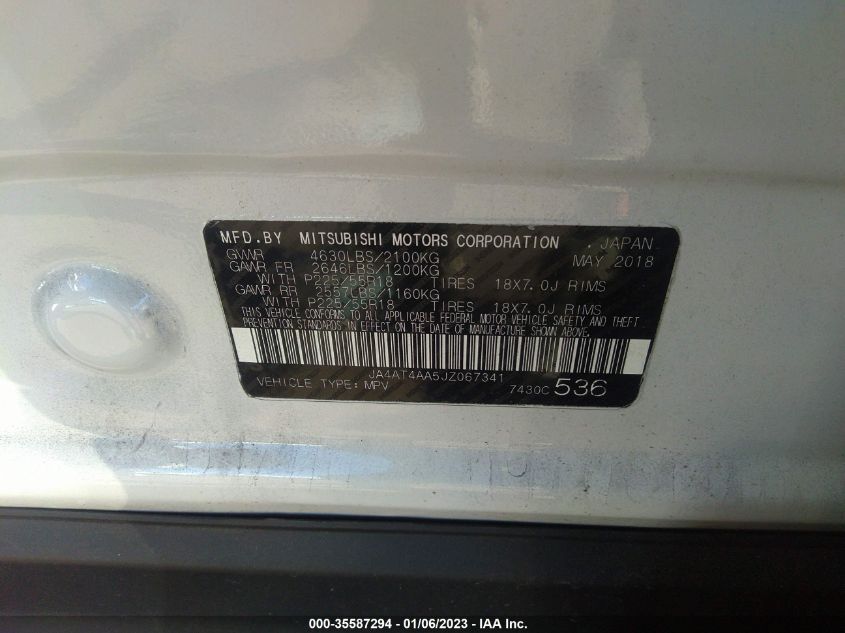 MFD.BY MITSUBISHI MOTORS CORPORATION . JAPAN
GVWR 4630LBS/2100KG MAY 2018
GAWR FR 2646LBS/1200KG
WITH P225/55R18 TIRES 18X7.0J RIMS
GAWR RR 2557LBS/1160KG
WITH P225/55R18 TIRES 18X7.0J RIMS
THIS VEHICLE CONFORMS TO ALL APPLICABLE FEDERAL MOTOR VEHICLE SAFETY AND THEFT
PREVENTION STANDARDS IN EFFECT ON THE DATE OF MANUFACTURE SHOWN ABOVE.
JA4AT4AA5JZ067341
VEHICLE TYPE: MPV 7430C 536
000-35587294 - 01/06/2023 - IAA Inc.